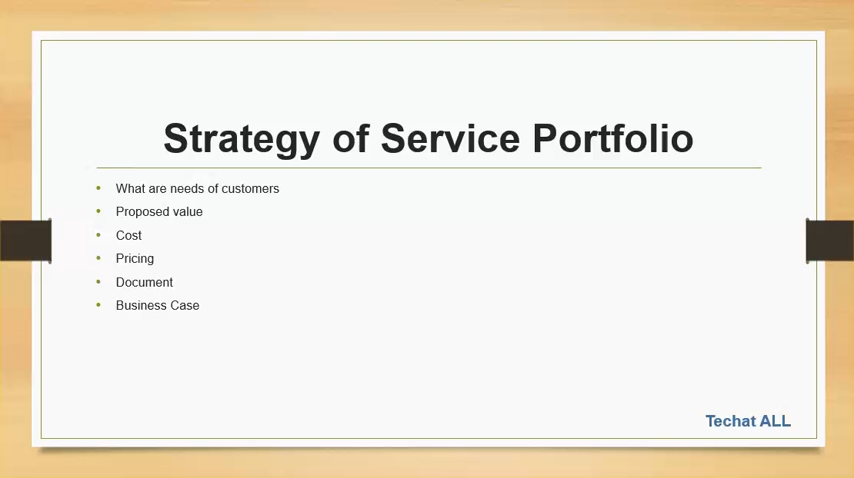 Strategy of Service Portfolio
• What are needs of customers
• Proposed value
• Cost
• Pricing
• Document
• Business Case
Techat ALL